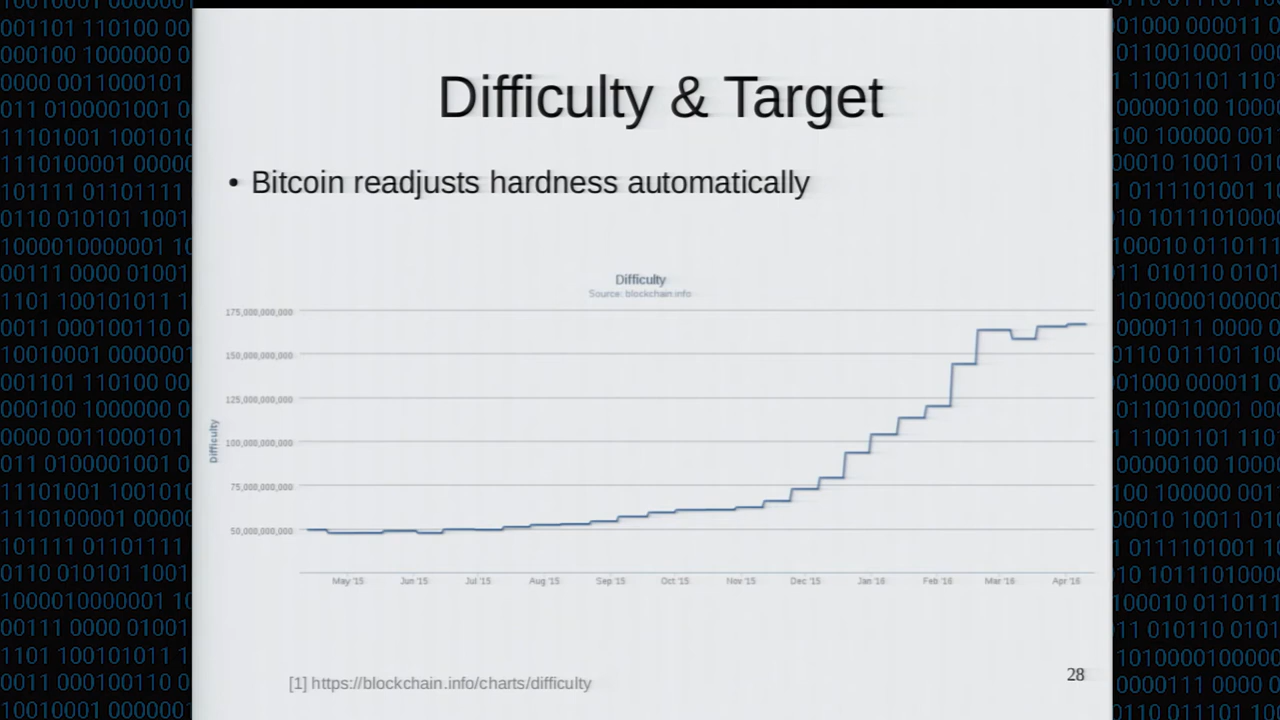 Difficulty & Target
• Bitcoin readjusts hardness automatically
Difficulty
Source: blockchain.info
175,000,000,000
150,000,000,000
125,000,000,000
100,000,000,000
75,000,000,000
50,000,000,000
Difficulty
May '15 Jun '15 Jul '15 Aug '15 Sep '15 Oct '15 Nov '15 Dec '15 Jan '16 Feb '16 Mar '16 Apr '16
[1] https://blockchain.info/charts/difficulty
28